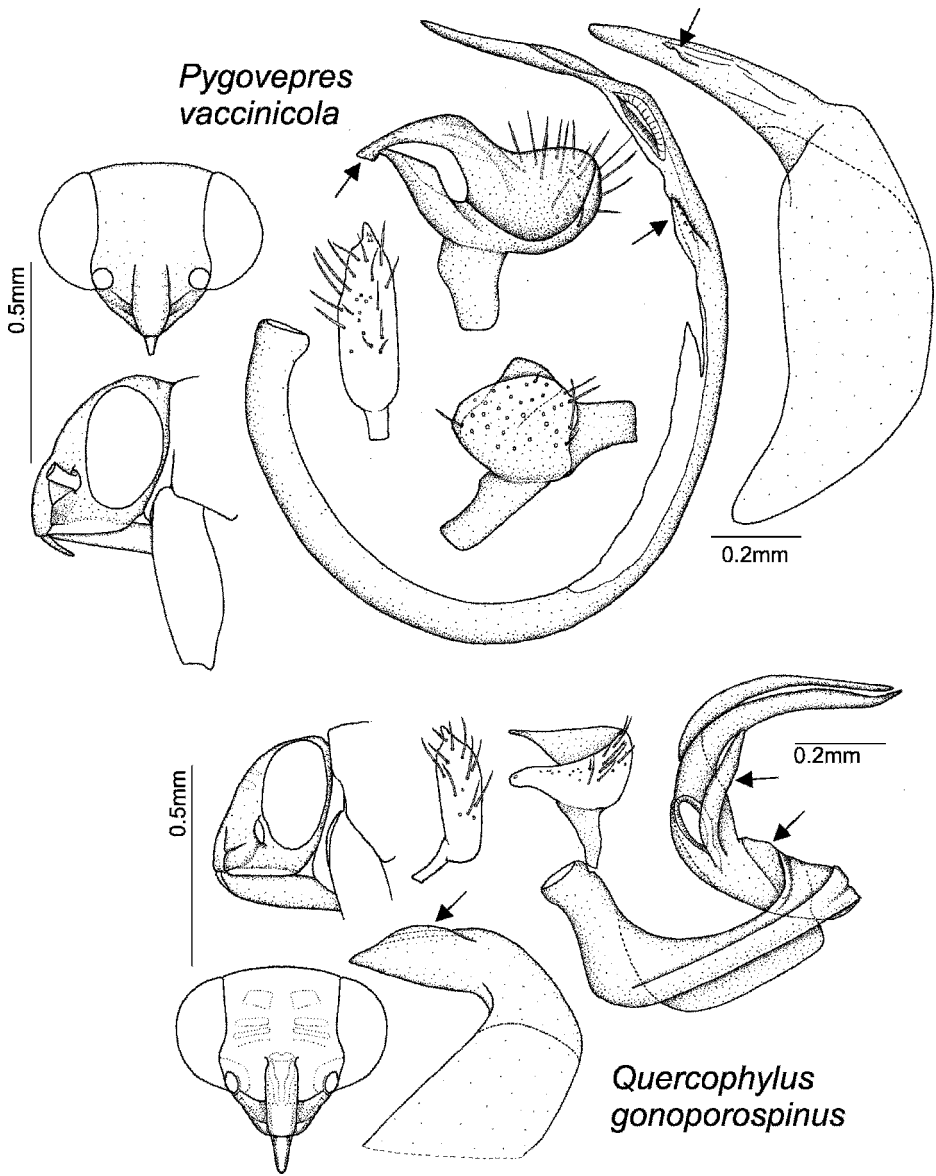 Pygovepres
vaccinicola
0.5mm
0.2mm
0.2mm
0.5mm
Quercophylus
gonoporospinus